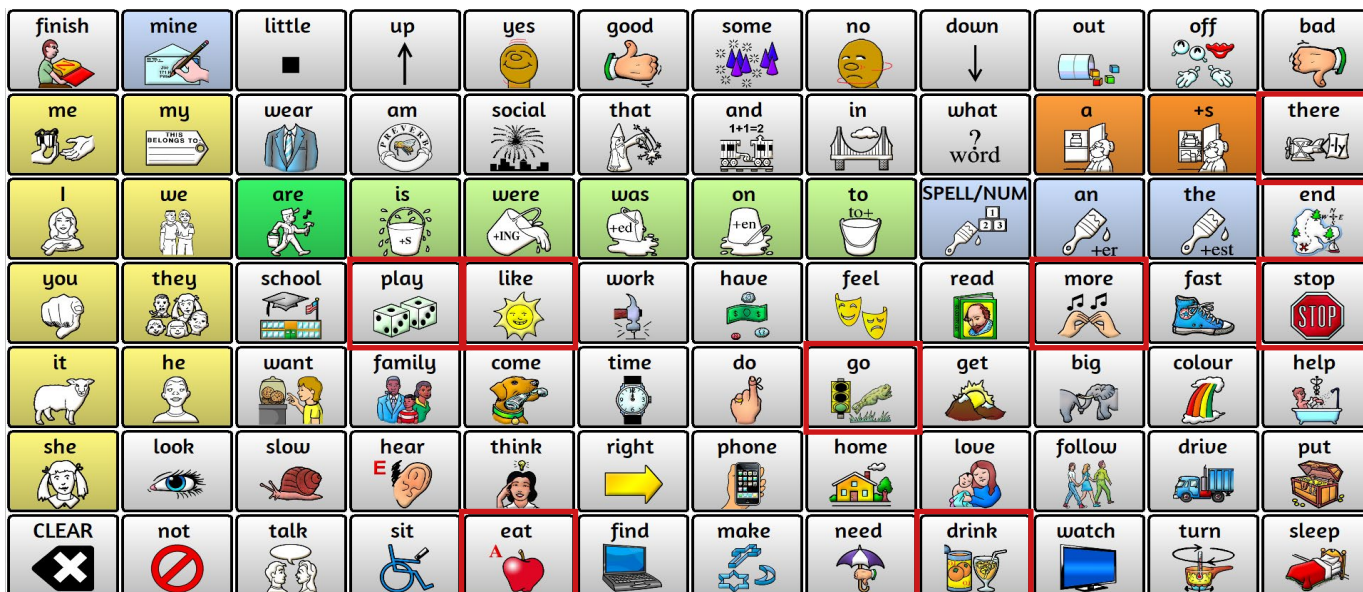 finish mine little up yes good some no down out off bad
me my wear am social that and in what a +s there
THIS BELONGS TO PREVERB 1+1=2 ? word -ly
I we are is were was on to SPELL/NUM an the end
+S +ING +ed +en to+ 1 2 3 +er +est N W E S
you they school play like work have feel read more fast stop
STOP
it he want family come time do go get big colour help
she look slow hear think right phone home love follow drive put
E
CLEAR not talk sit eat find make need drink watch turn sleep
A